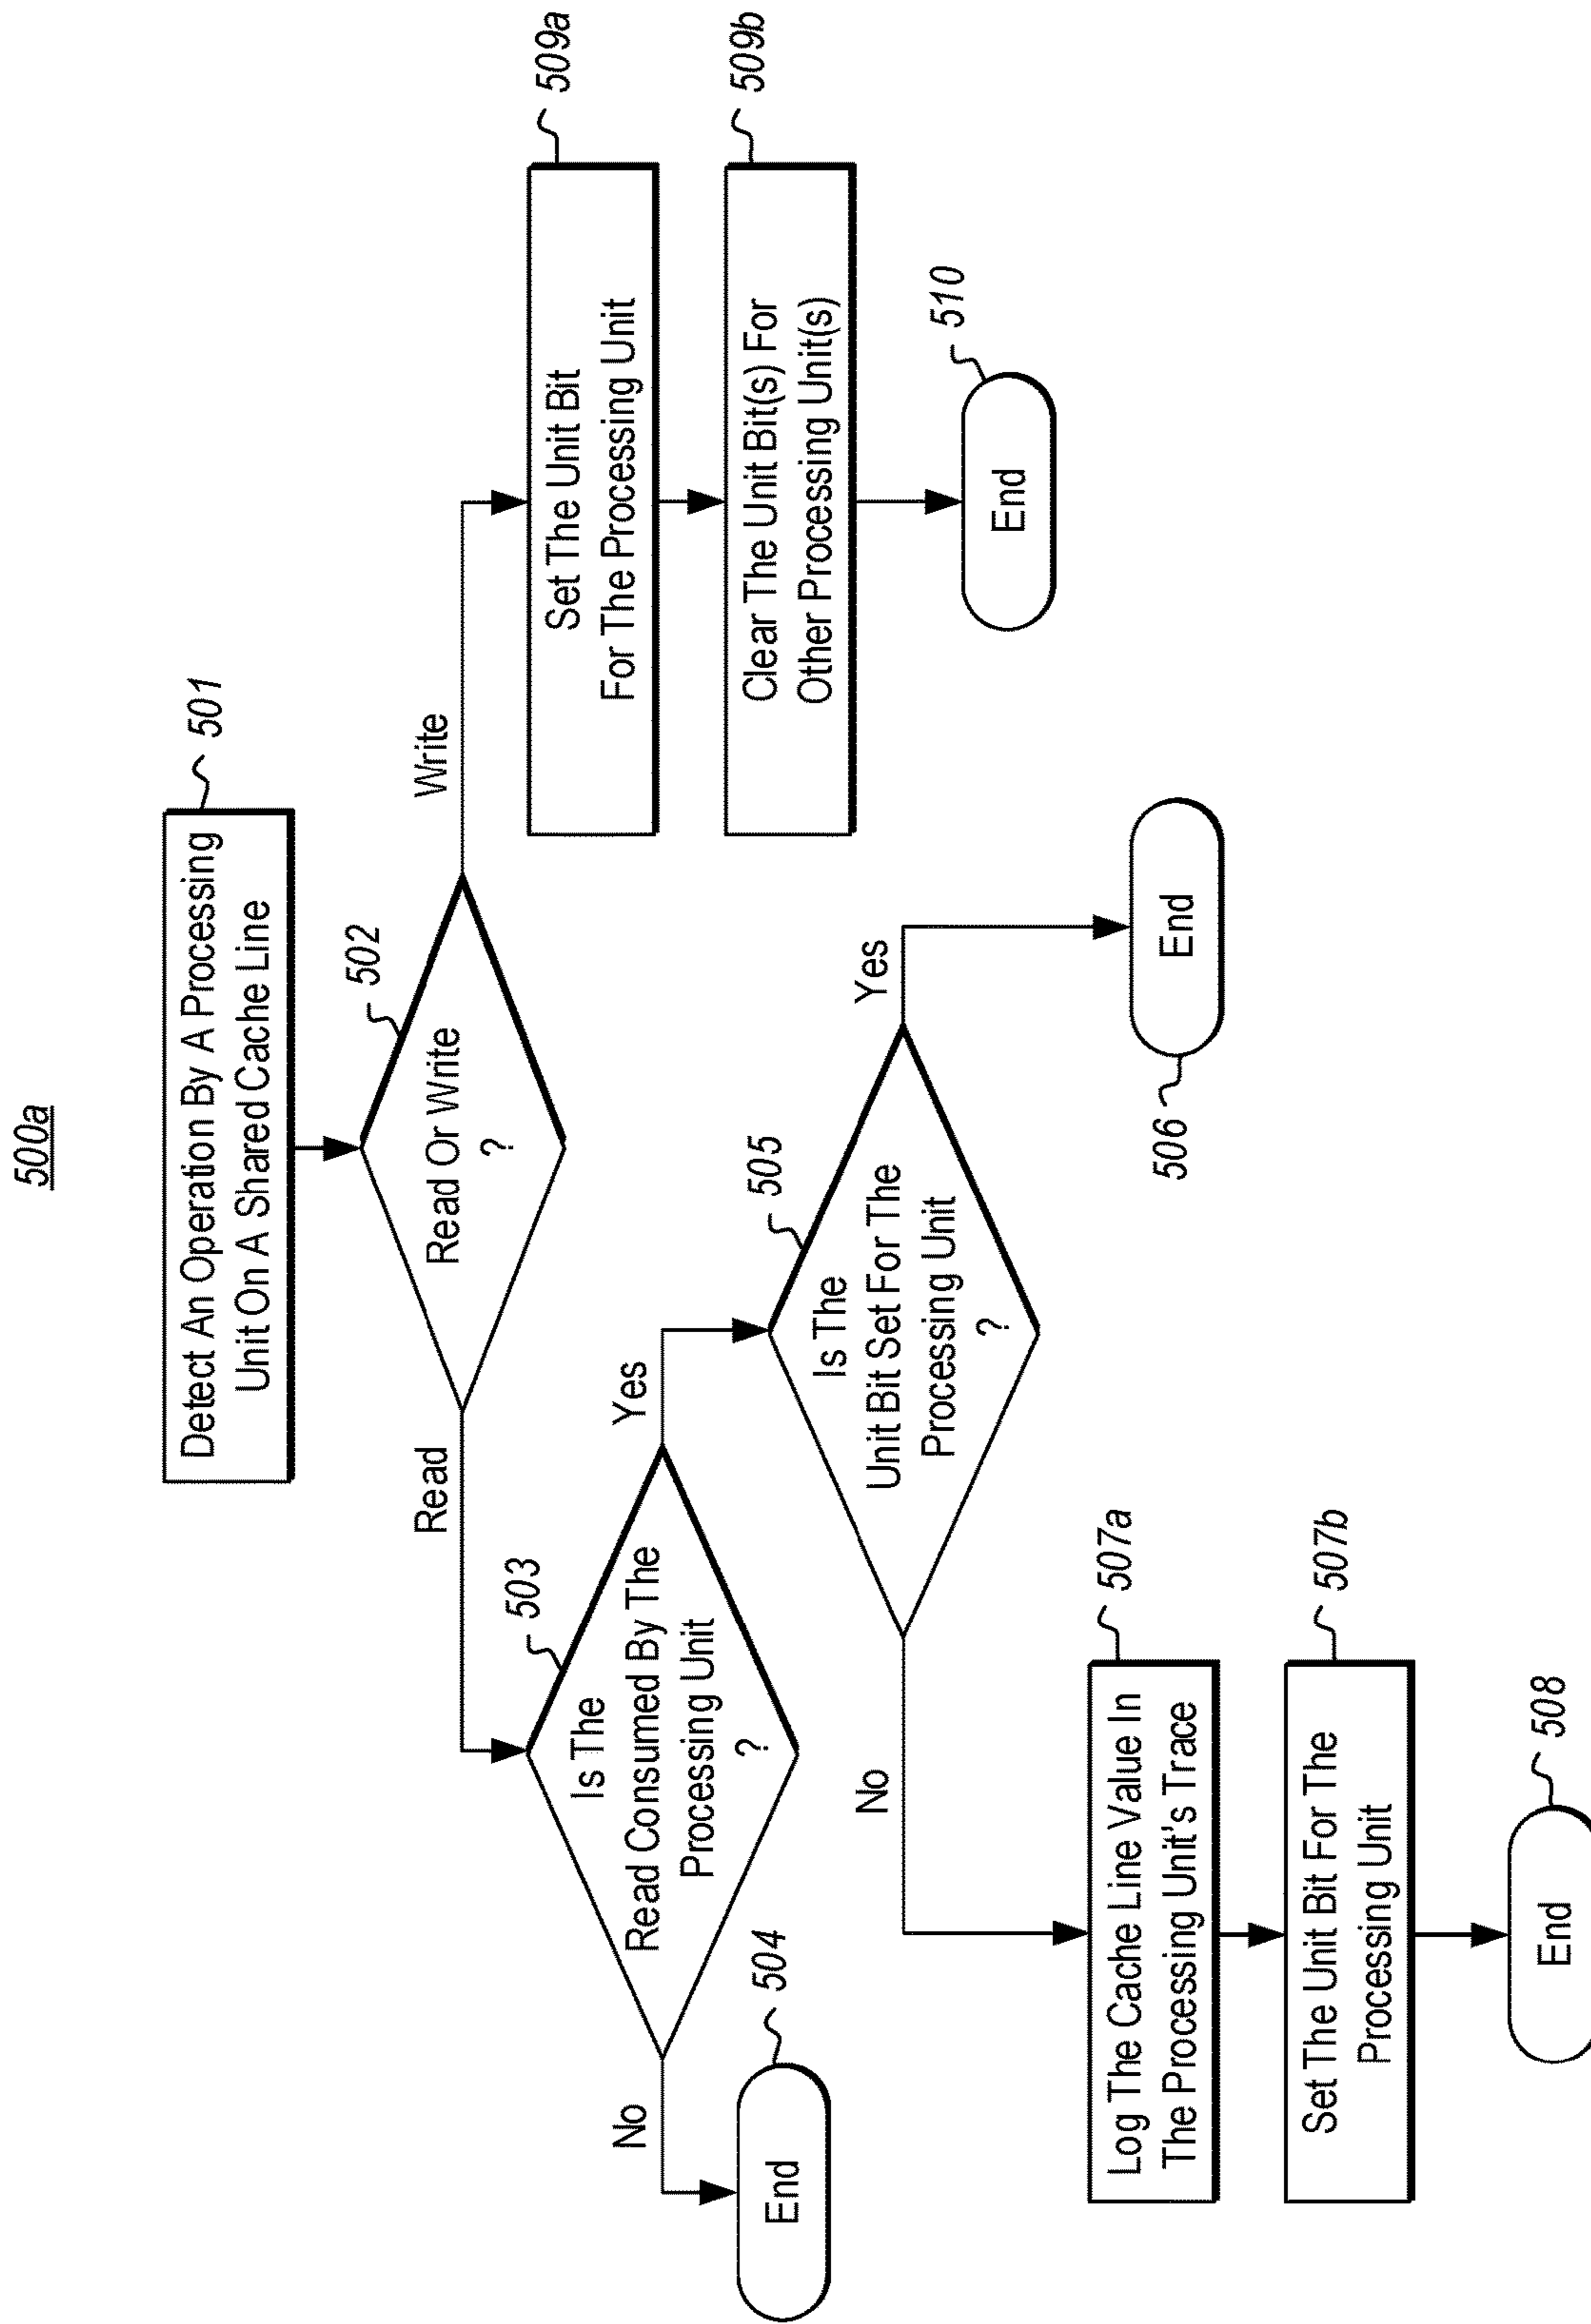 500a
501
Detect An Operation By A Processing
Unit On A Shared Cache Line
502
Read Or Write
?
Read
Write
503
Is The
Read Consumed By The
Processing Unit
?
No
Yes
504
End
505
Is The
Unit Bit Set For The
Processing Unit
?
No
Yes
506
End
507a
Log The Cache Line Value In
The Processing Unit's Trace
507b
Set The Unit Bit For The
Processing Unit
508
End
509a
Set The Unit Bit
For The Processing Unit
509b
Clear The Unit Bit(s) For
Other Processing Unit(s)
510
End